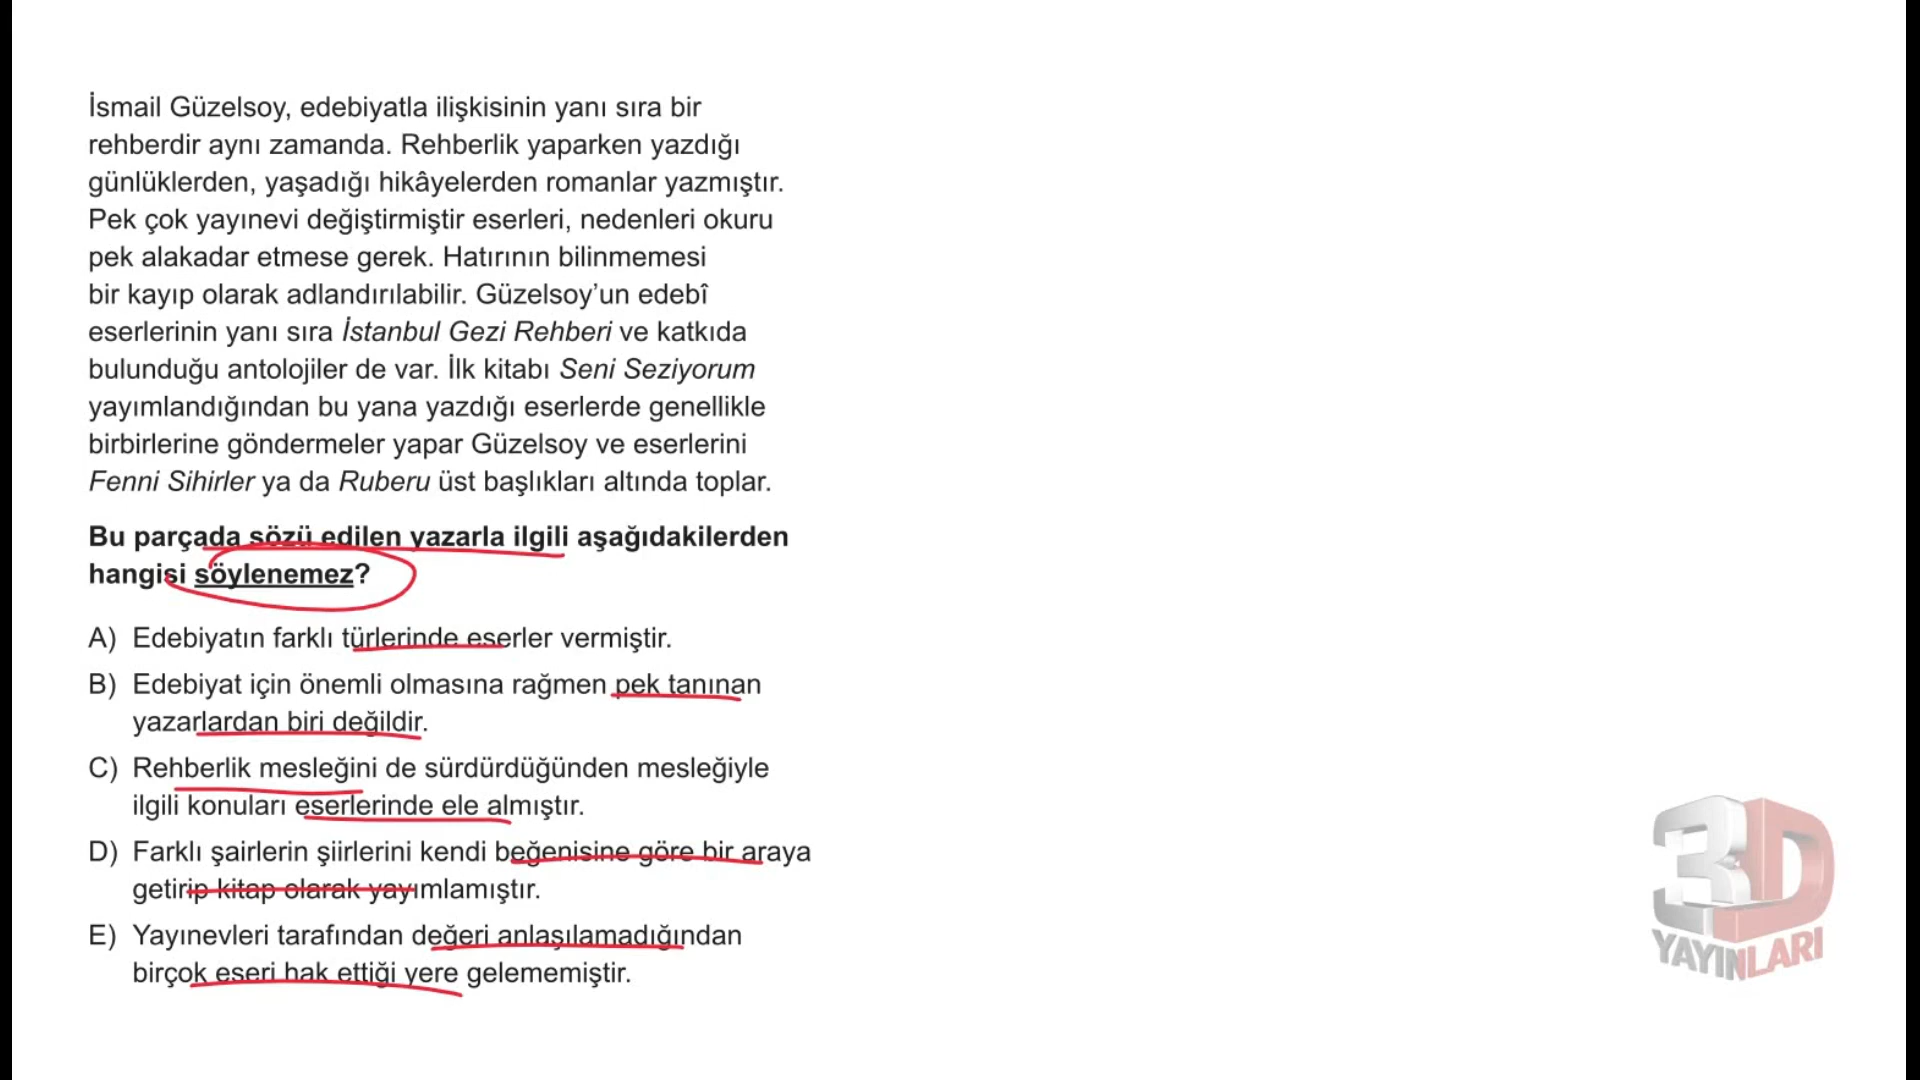 İsmail Güzelsoy, edebiyatla ilişkisinin yanı sıra bir
rehberdir aynı zamanda. Rehberlik yaparken yazdığı
günlüklerden, yaşadığı hikâyelerden romanlar yazmıştır.
Pek çok yayınevi değiştirmiştir eserleri, nedenleri okuru
pek alakadar etmese gerek. Hatırının bilinmemesi
bir kayıp olarak adlandırılabilir. Güzelsoy’un edebî
eserlerinin yanı sıra İstanbul Gezi Rehberi ve katkıda
bulunduğu antolojiler de var. İlk kitabı Seni Seziyorum
yayımlandığından bu yana yazdığı eserlerde genellikle
birbirlerine göndermeler yapar Güzelsoy ve eserlerini
Fenni Sihirler ya da Ruberu üst başlıkları altında toplar.
Bu parçada sözü edilen yazarla ilgili aşağıdakilerden
hangisi söylenemez?
A) Edebiyatın farklı türlerinde eserler vermiştir.
B) Edebiyat için önemli olmasına rağmen pek tanınan
yazarlardan biri değildir.
C) Rehberlik mesleğini de sürdürdüğünden mesleğiyle
ilgili konuları eserlerinde ele almıştır.
D) Farklı şairlerin şiirlerini kendi beğenisine göre bir araya
getirip kitap olarak yayımlamıştır.
E) Yayınevleri tarafından değeri anlaşılamadığından
birçok eseri hak ettiği yere gelememiştir.
3D
YAYINLARI